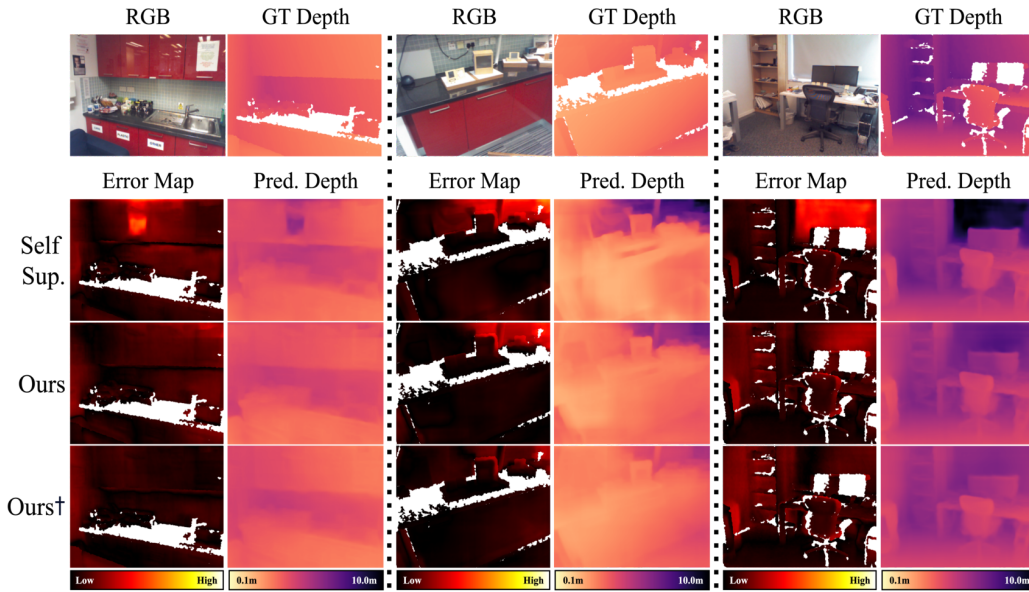 RGB GT Depth RGB GT Depth RGB GT Depth
Error Map Pred. Depth Error Map Pred. Depth Error Map Pred. Depth
Self
Sup.
Ours
Ours†
Low High 0.1m 10.0m Low High 0.1m 10.0m Low High 0.1m 10.0m